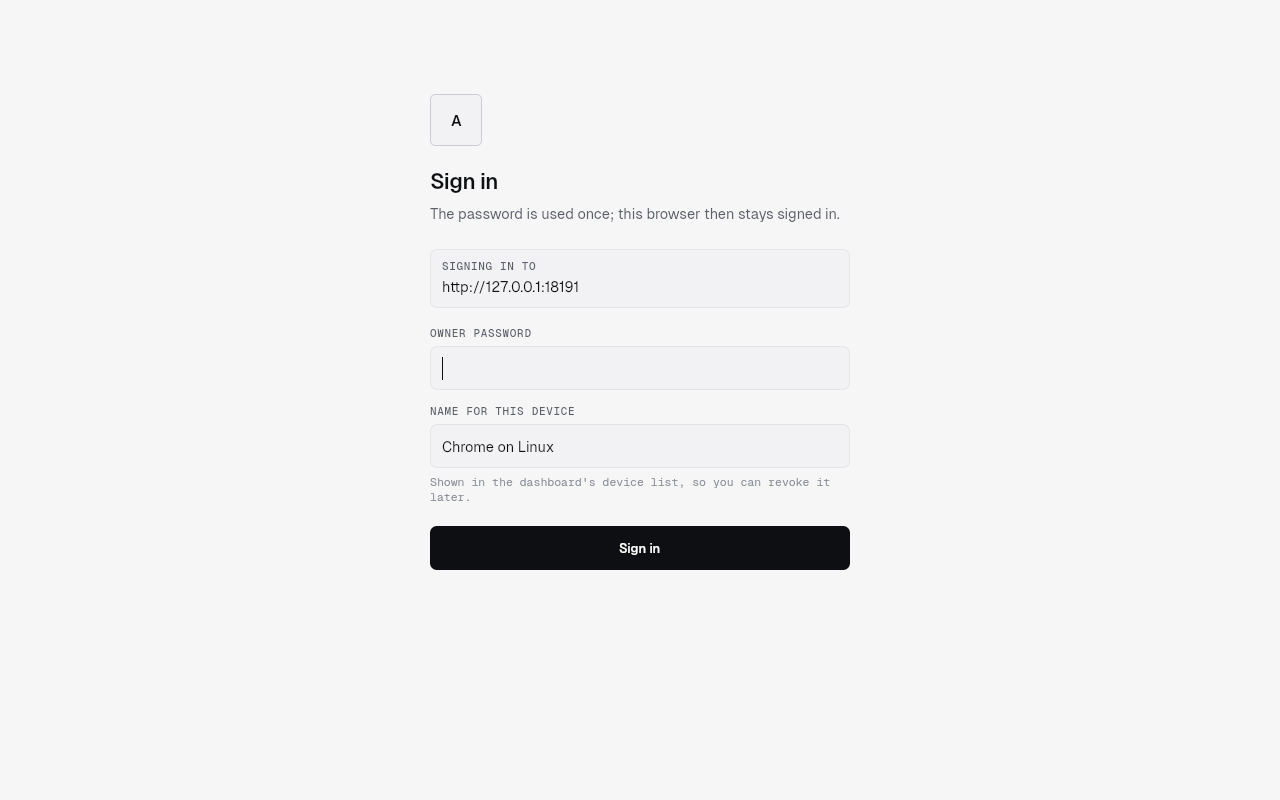 A
Sign in
The password is used once; this browser then stays signed in.
SIGNING IN TO
http://127.0.0.1:18191
OWNER PASSWORD
NAME FOR THIS DEVICE
Chrome on Linux
Shown in the dashboard's device list, so you can revoke it
later.
Sign in